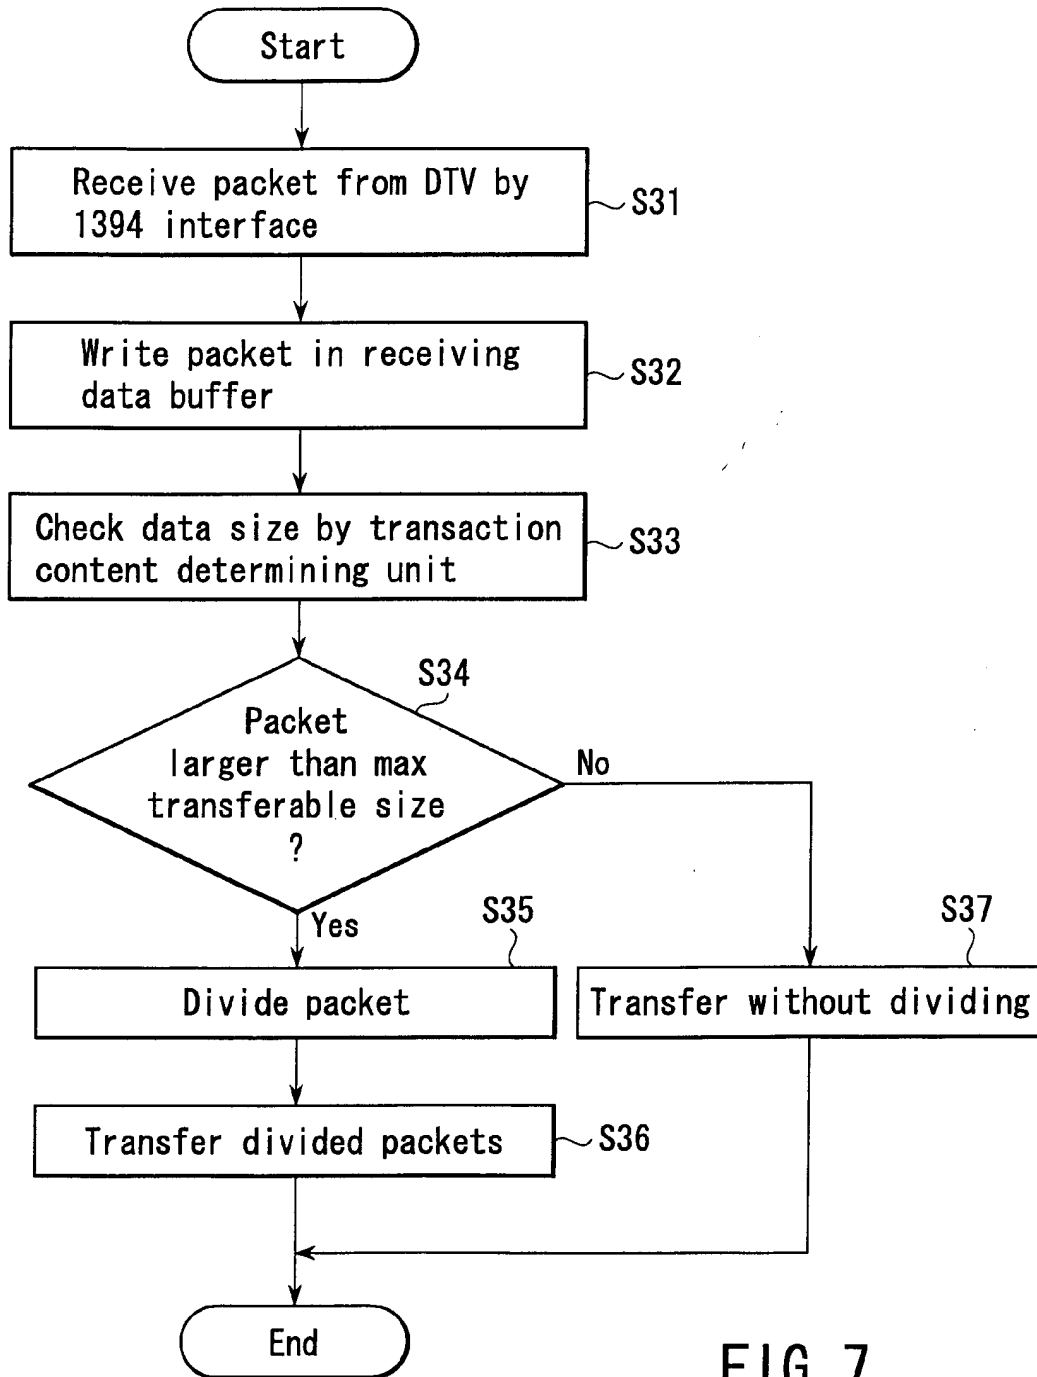 Start
Receive packet from DTV by
1394 interface
S31
Write packet in receiving
data buffer
S32
Check data size by transaction
content determining unit
S33
S34
Packet
larger than max
transferable size
?
No
Yes
S35
Divide packet
S37
Transfer without dividing
Transfer divided packets
S36
End
FIG. 7